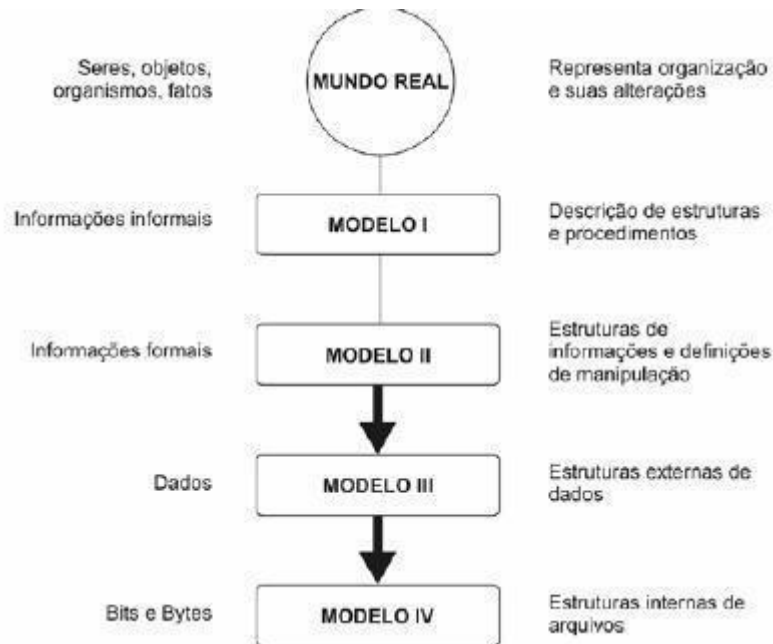 Seres, objetos,
organismos, fatos
MUNDO REAL
Representa organização
e suas alterações
Informações informais
MODELO I
Descrição de estruturas
e procedimentos
Informações formais
MODELO II
Estruturas de
informações e definições
de manipulação
Dados
MODELO III
Estruturas externas de
dados
Bits e Bytes
MODELO IV
Estruturas internas de
arquivos